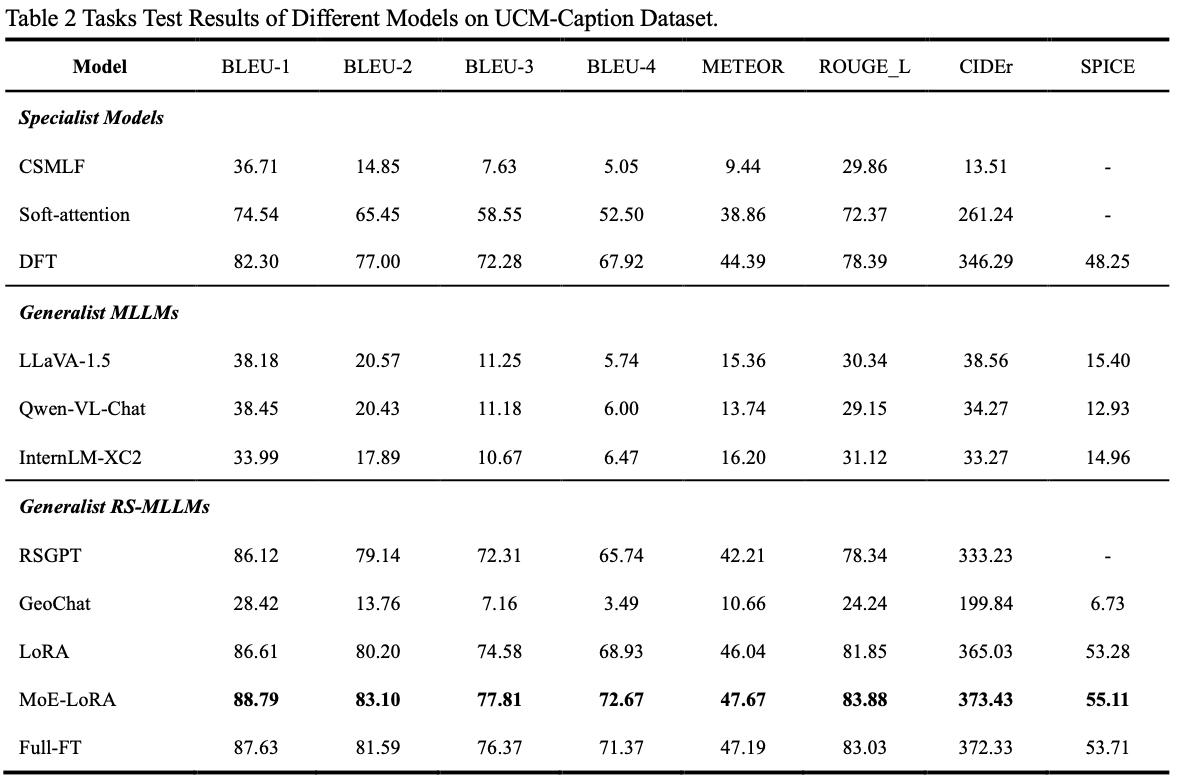 Table 2 Tasks Test Results of Different Models on UCM-Caption Dataset.
Model BLEU-1 BLEU-2 BLEU-3 BLEU-4 METEOR ROUGE_L CIDEr SPICE
Specialist Models
CSMLF 36.71 14.85 7.63 5.05 9.44 29.86 13.51 -
Soft-attention 74.54 65.45 58.55 52.50 38.86 72.37 261.24 -
DFT 82.30 77.00 72.28 67.92 44.39 78.39 346.29 48.25
Generalist MLLMs
LLaVA-1.5 38.18 20.57 11.25 5.74 15.36 30.34 38.56 15.40
Qwen-VL-Chat 38.45 20.43 11.18 6.00 13.74 29.15 34.27 12.93
InternLM-XC2 33.99 17.89 10.67 6.47 16.20 31.12 33.27 14.96
Generalist RS-MLLMs
RSGPT 86.12 79.14 72.31 65.74 42.21 78.34 333.23 -
GeoChat 28.42 13.76 7.16 3.49 10.66 24.24 199.84 6.73
LoRA 86.61 80.20 74.58 68.93 46.04 81.85 365.03 53.28
MoE-LoRA 88.79 83.10 77.81 72.67 47.67 83.88 373.43 55.11
Full-FT 87.63 81.59 76.37 71.37 47.19 83.03 372.33 53.71